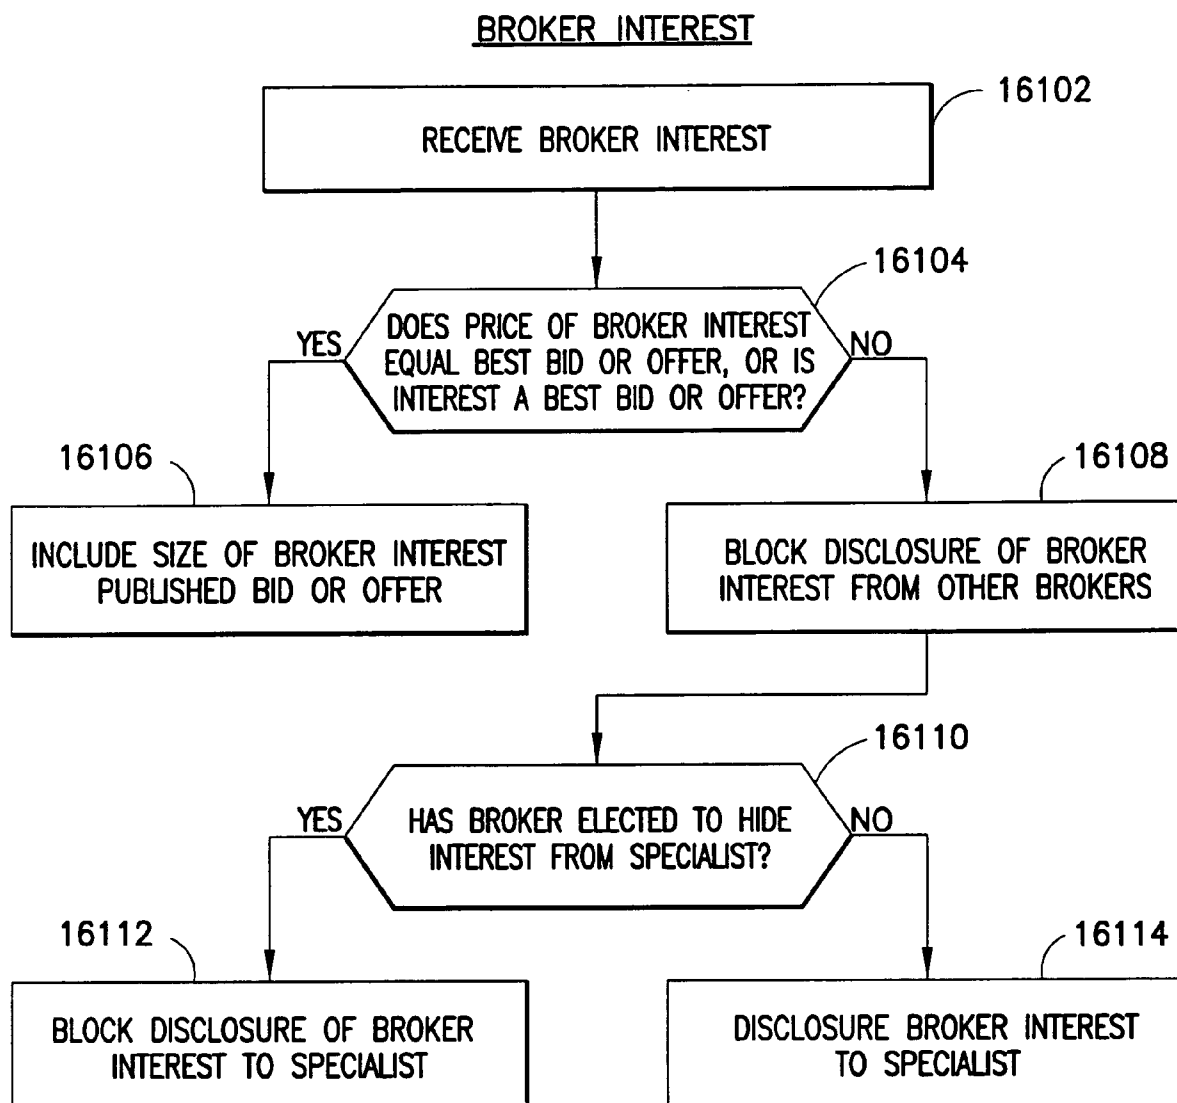 BROKER INTEREST
16102
RECEIVE BROKER INTEREST
16104
DOES PRICE OF BROKER INTEREST
EQUAL BEST BID OR OFFER, OR IS
INTEREST A BEST BID OR OFFER?
YES
NO
16106
INCLUDE SIZE OF BROKER INTEREST
PUBLISHED BID OR OFFER
16108
BLOCK DISCLOSURE OF BROKER
INTEREST FROM OTHER BROKERS
16110
HAS BROKER ELECTED TO HIDE
INTEREST FROM SPECIALIST?
YES
NO
16112
BLOCK DISCLOSURE OF BROKER
INTEREST TO SPECIALIST
16114
DISCLOSURE BROKER INTEREST
TO SPECIALIST